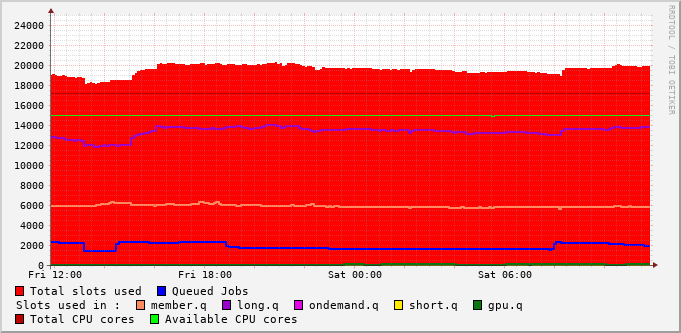 24000
22000
20000
18000
16000
14000
12000
10000
8000
6000
4000
2000
0
Fri 12:00 Fri 18:00 Sat 00:00 Sat 06:00
Total slots used Queued Jobs
Slots used in : member.q long.q ondemand.q short.q gpu.q
Total CPU cores Available CPU cores
RRDTOOL / TOBI OETIKER